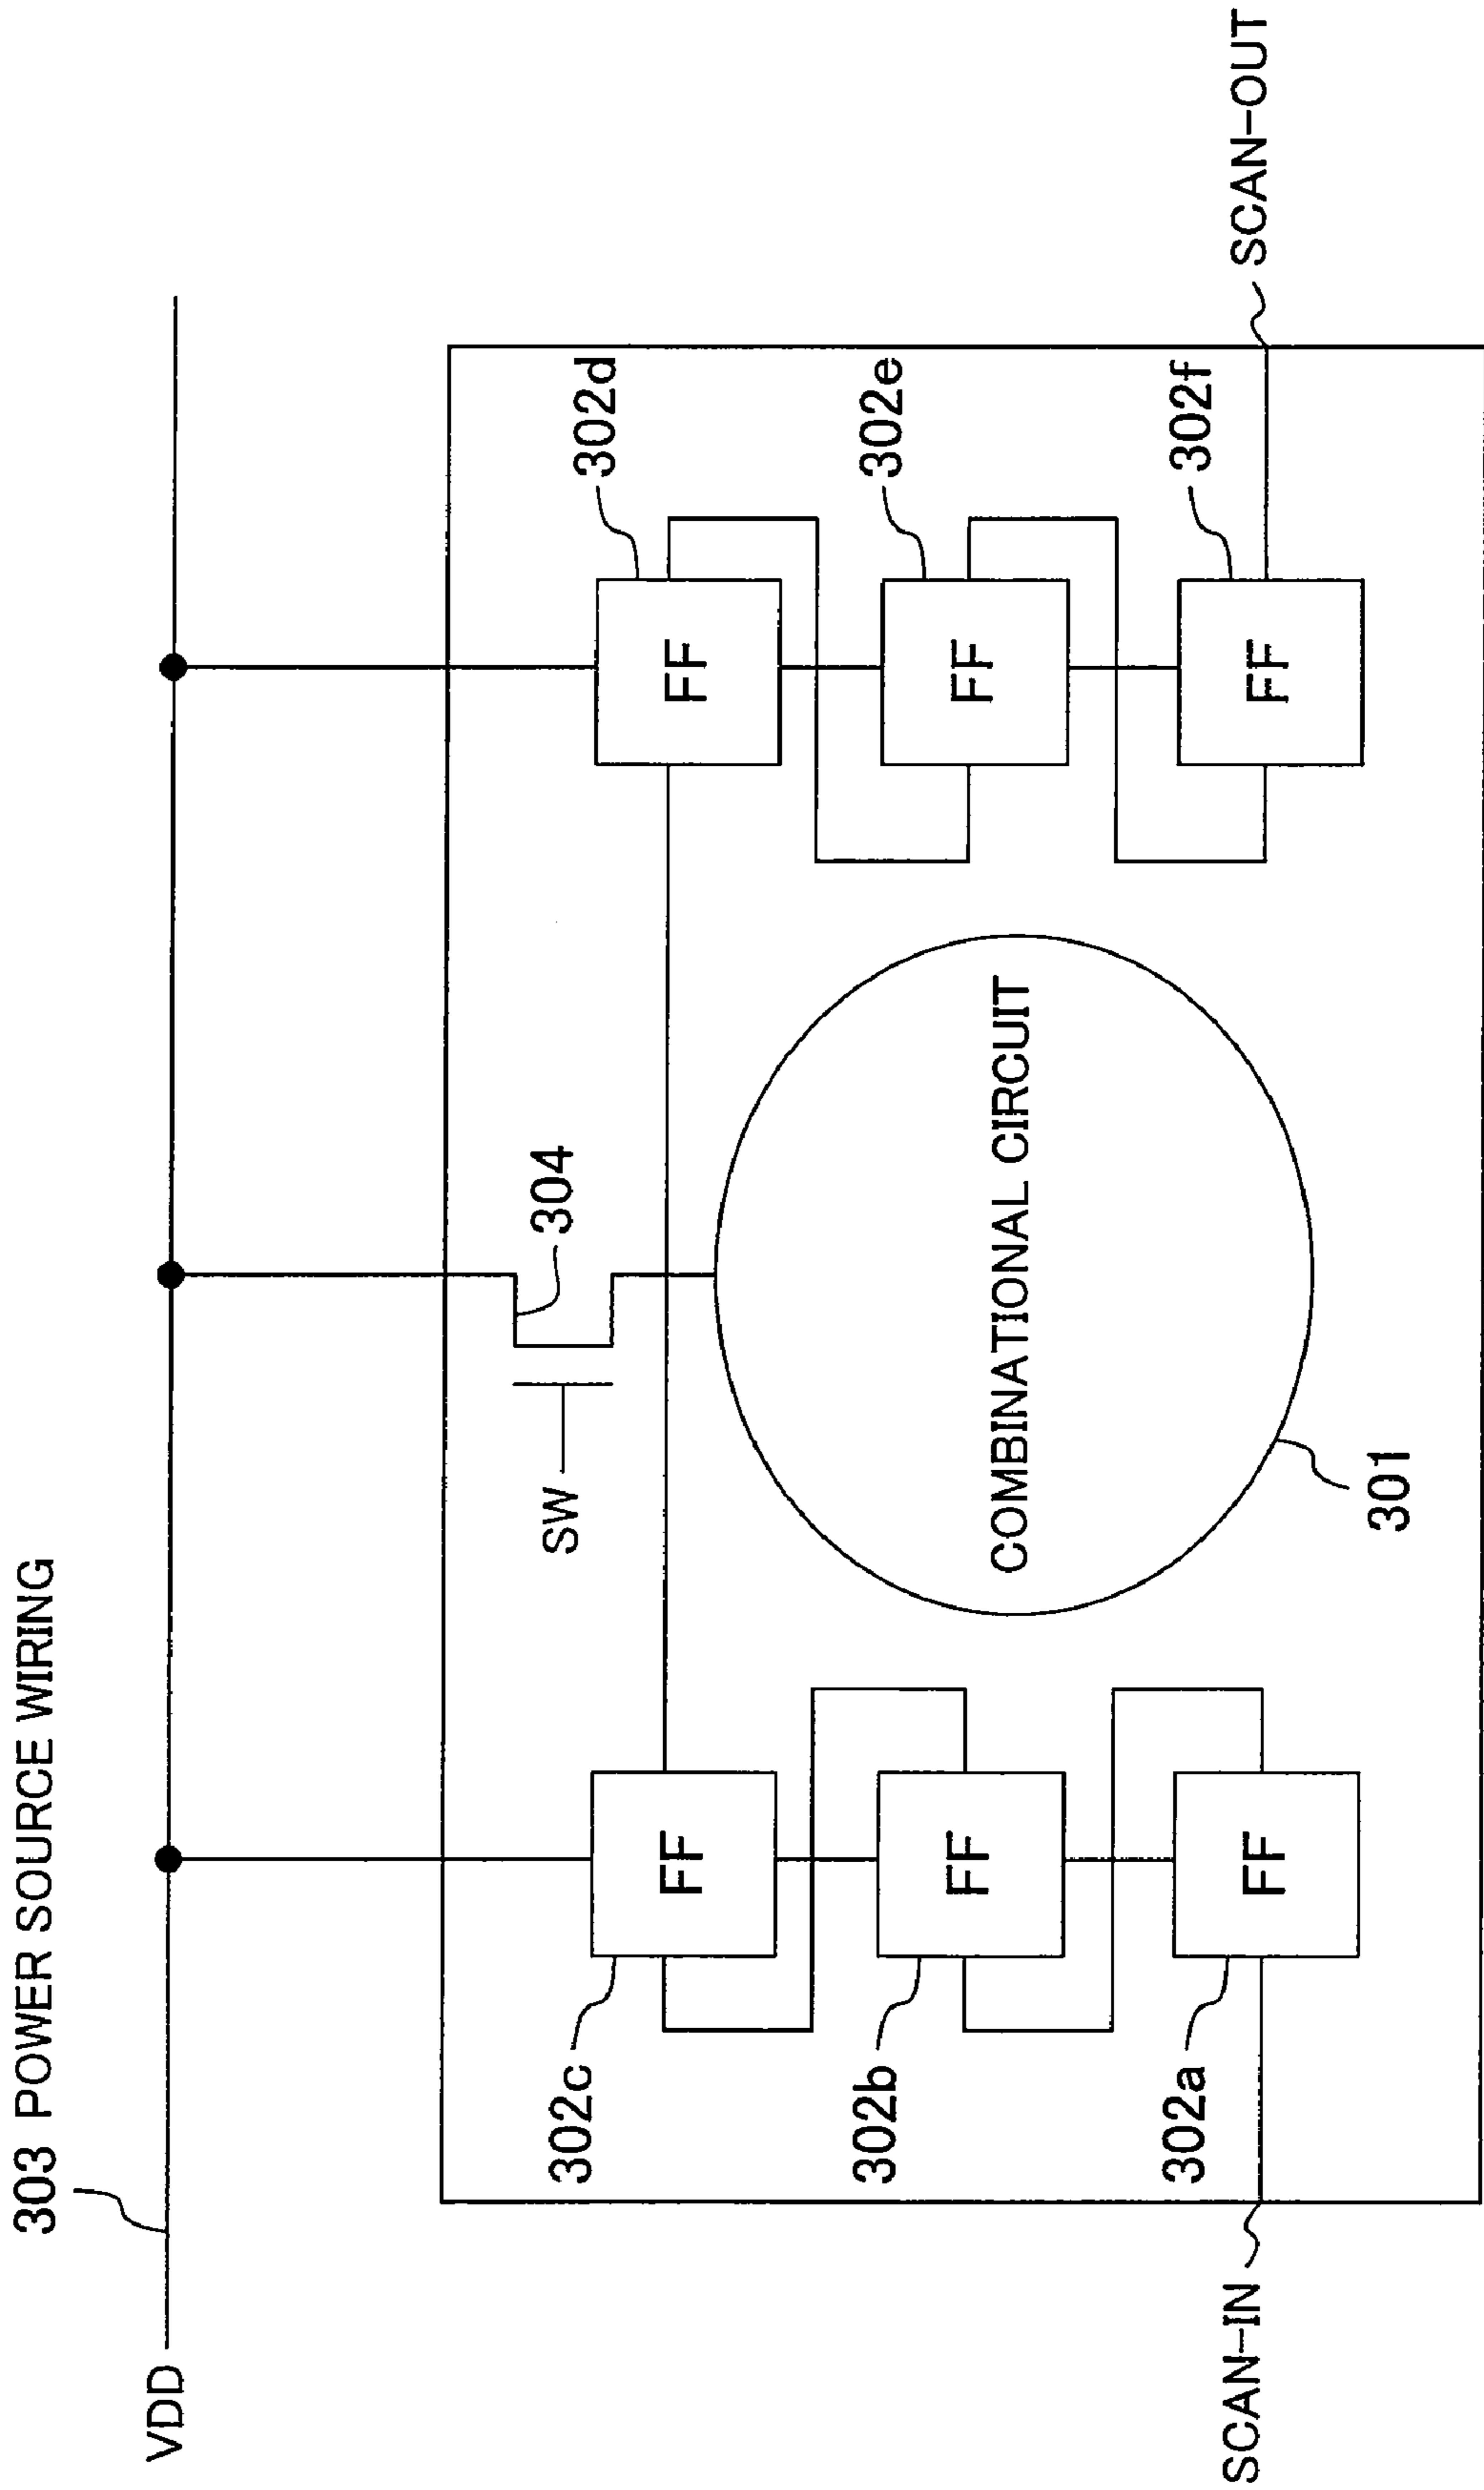 303 POWER SOURCE WIRING
VDD
304
SW
302c
FF
302d
FF
302b
FF
302e
FF
COMBINATIONAL CIRCUIT
302a
FF
302f
FF
SCAN-IN
SCAN-OUT
301